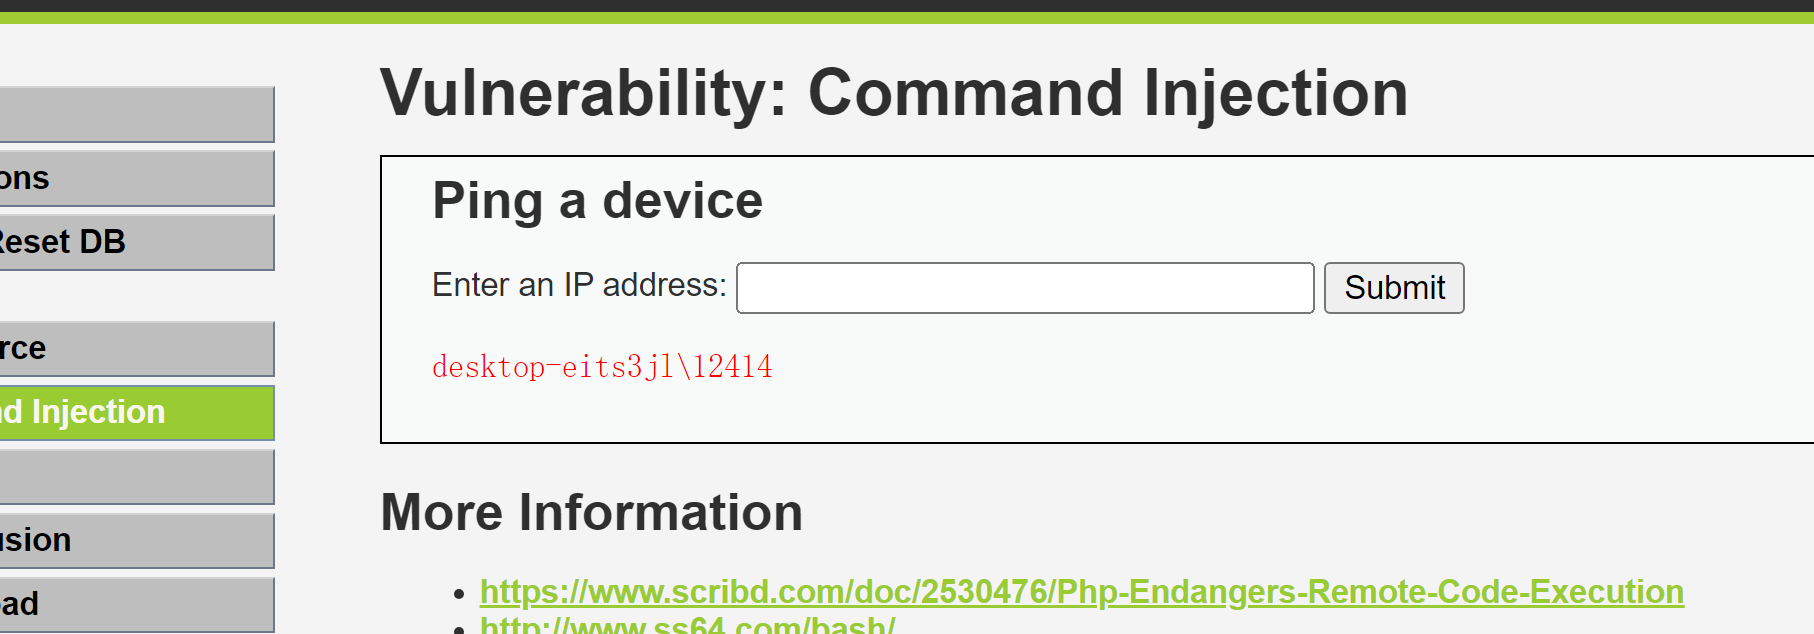 Vulnerability: Command Injection
ons
Reset DB
rce
nd Injection
usion
ad
Ping a device
Enter an IP address:
Submit
desktop-eits3jl\12414
More Information
https://www.scribd.com/doc/2530476/Php-Endangers-Remote-Code-Execution
http://www.ss64.com/bash/